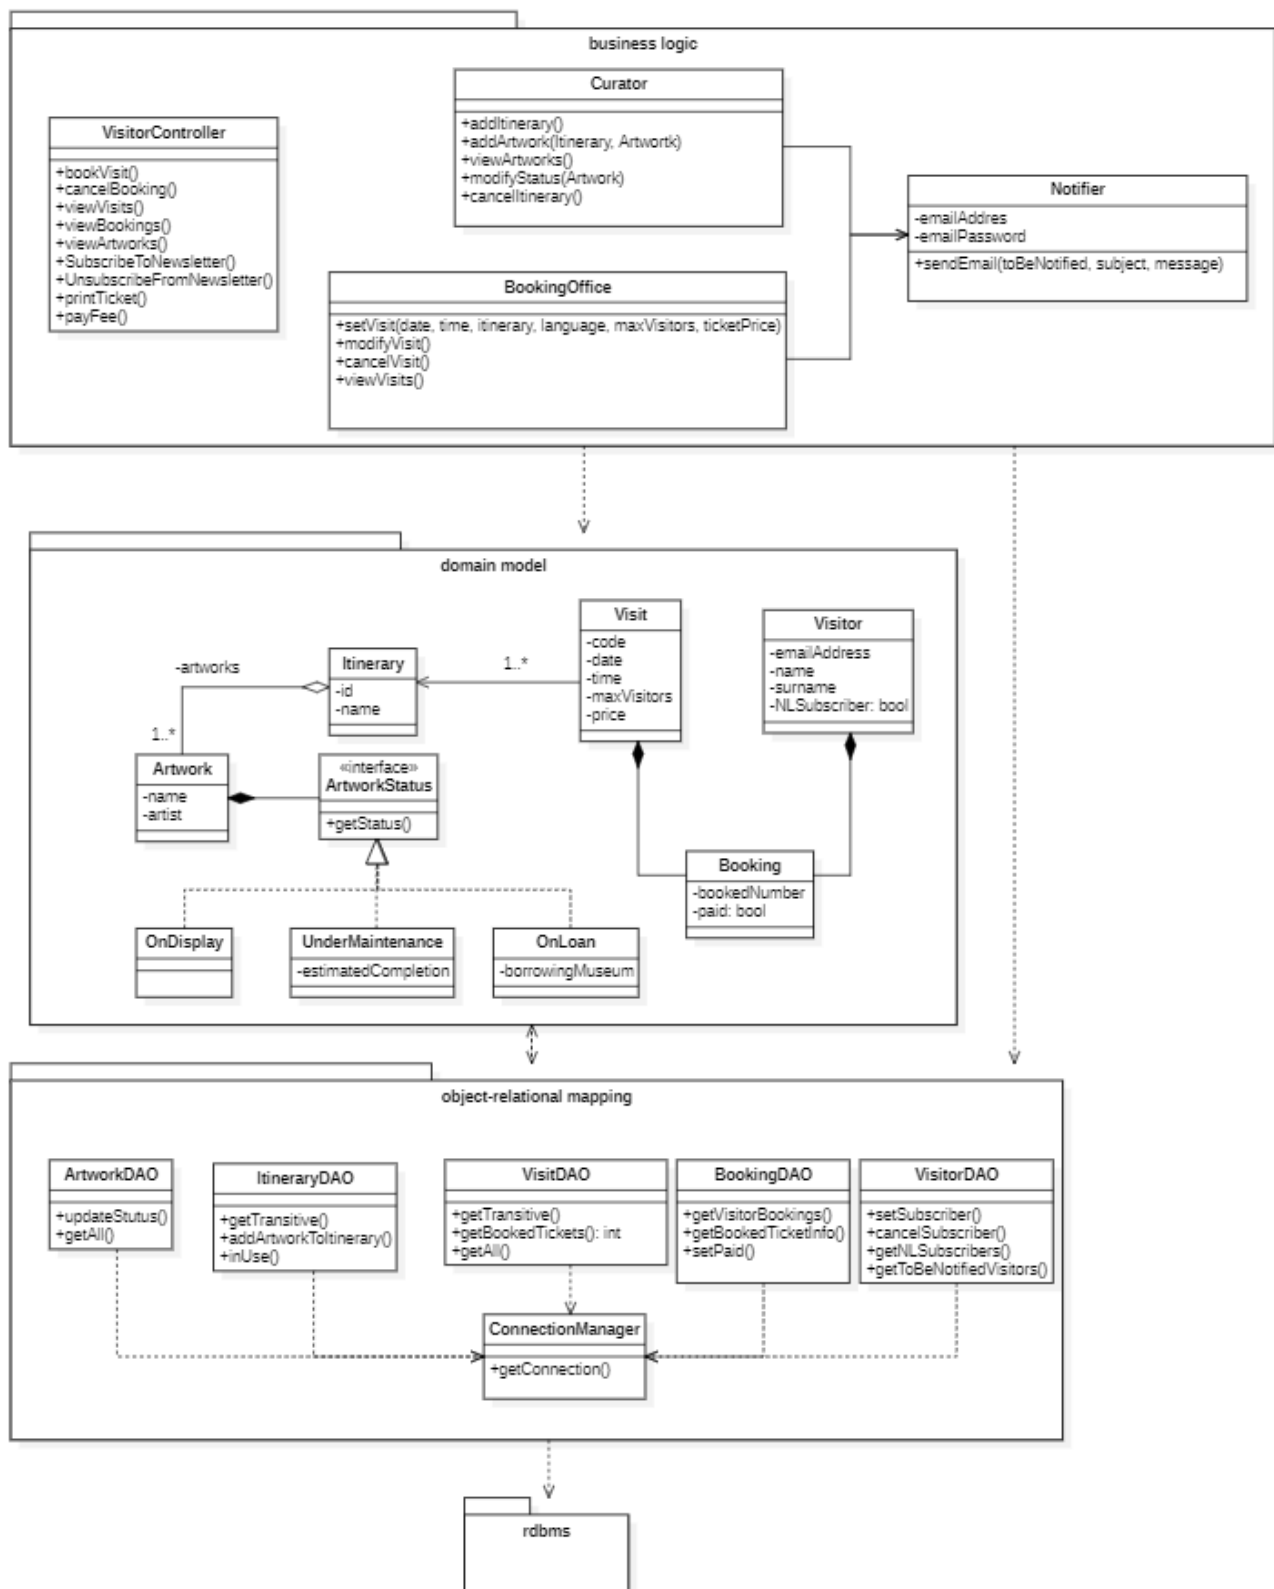 business logic
Curator
+addItinerary()
+addArtwork(Itinerary, Artwortk)
+viewArtworks()
+modifyStatus(Artwork)
+cancelItinerary()
VisitorController
+bookVisit()
+cancelBooking()
+viewVisits()
+viewBookings()
+viewArtworks()
+SubscribeToNewsletter()
+UnsubscribeFromNewsletter()
+printTicket()
+payFee()
Notifier
-emailAddres
-emailPassword
+sendEmail(toBeNotified, subject, message)
BookingOffice
+setVisit(date, time, itinerary, language, maxVisitors, ticketPrice)
+modifyVisit()
+cancelVisit()
+viewVisits()
domain model
Visit
-code
-date
-time
-maxVisitors
-price
Visitor
-emailAddress
-name
-surname
-NLSubscriber: bool
Itinerary
-id
-name
-artworks
1..*
1..*
Artwork
-name
-artist
«interface»
ArtworkStatus
+getStatus()
Booking
-bookedNumber
-paid: bool
OnDisplay
UnderMaintenance
-estimatedCompletion
OnLoan
-borrowingMuseum
object-relational mapping
ArtworkDAO
+updateStutus()
+getAll()
ItineraryDAO
+getTransitive()
+addArtworkToItinerary()
+inUse()
VisitDAO
+getTransitive()
+getBookedTickets(): int
+getAll()
BookingDAO
+getVisitorBookings()
+getBookedTicketInfo()
+setPaid()
VisitorDAO
+setSubscriber()
+cancelSubscriber()
+getNLSubscribers()
+getToBeNotifiedVisitors()
ConnectionManager
+getConnection()
rdbms